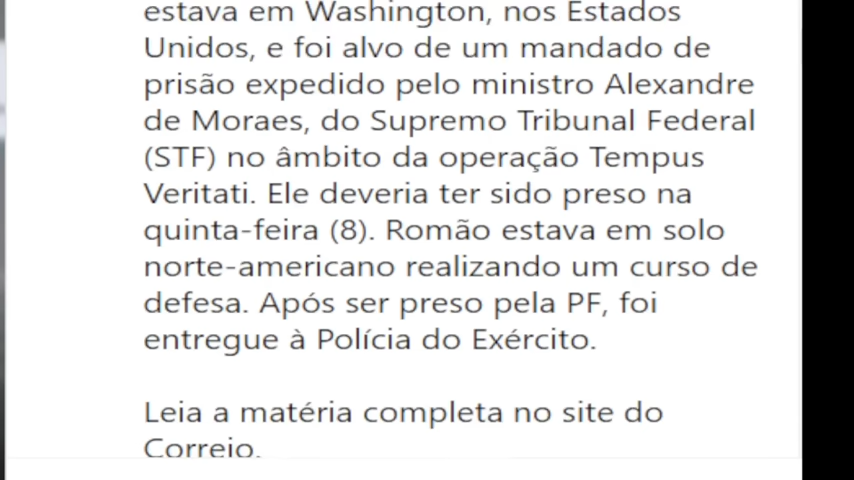 estava em Washington, nos Estados
Unidos, e foi alvo de um mandado de
prisão expedido pelo ministro Alexandre
de Moraes, do Supremo Tribunal Federal
(STF) no âmbito da operação Tempus
Veritati. Ele deveria ter sido preso na
quinta-feira (8). Romão estava em solo
norte-americano realizando um curso de
defesa. Após ser preso pela PF, foi
entregue à Polícia do Exército.
Leia a matéria completa no site do
Correio.